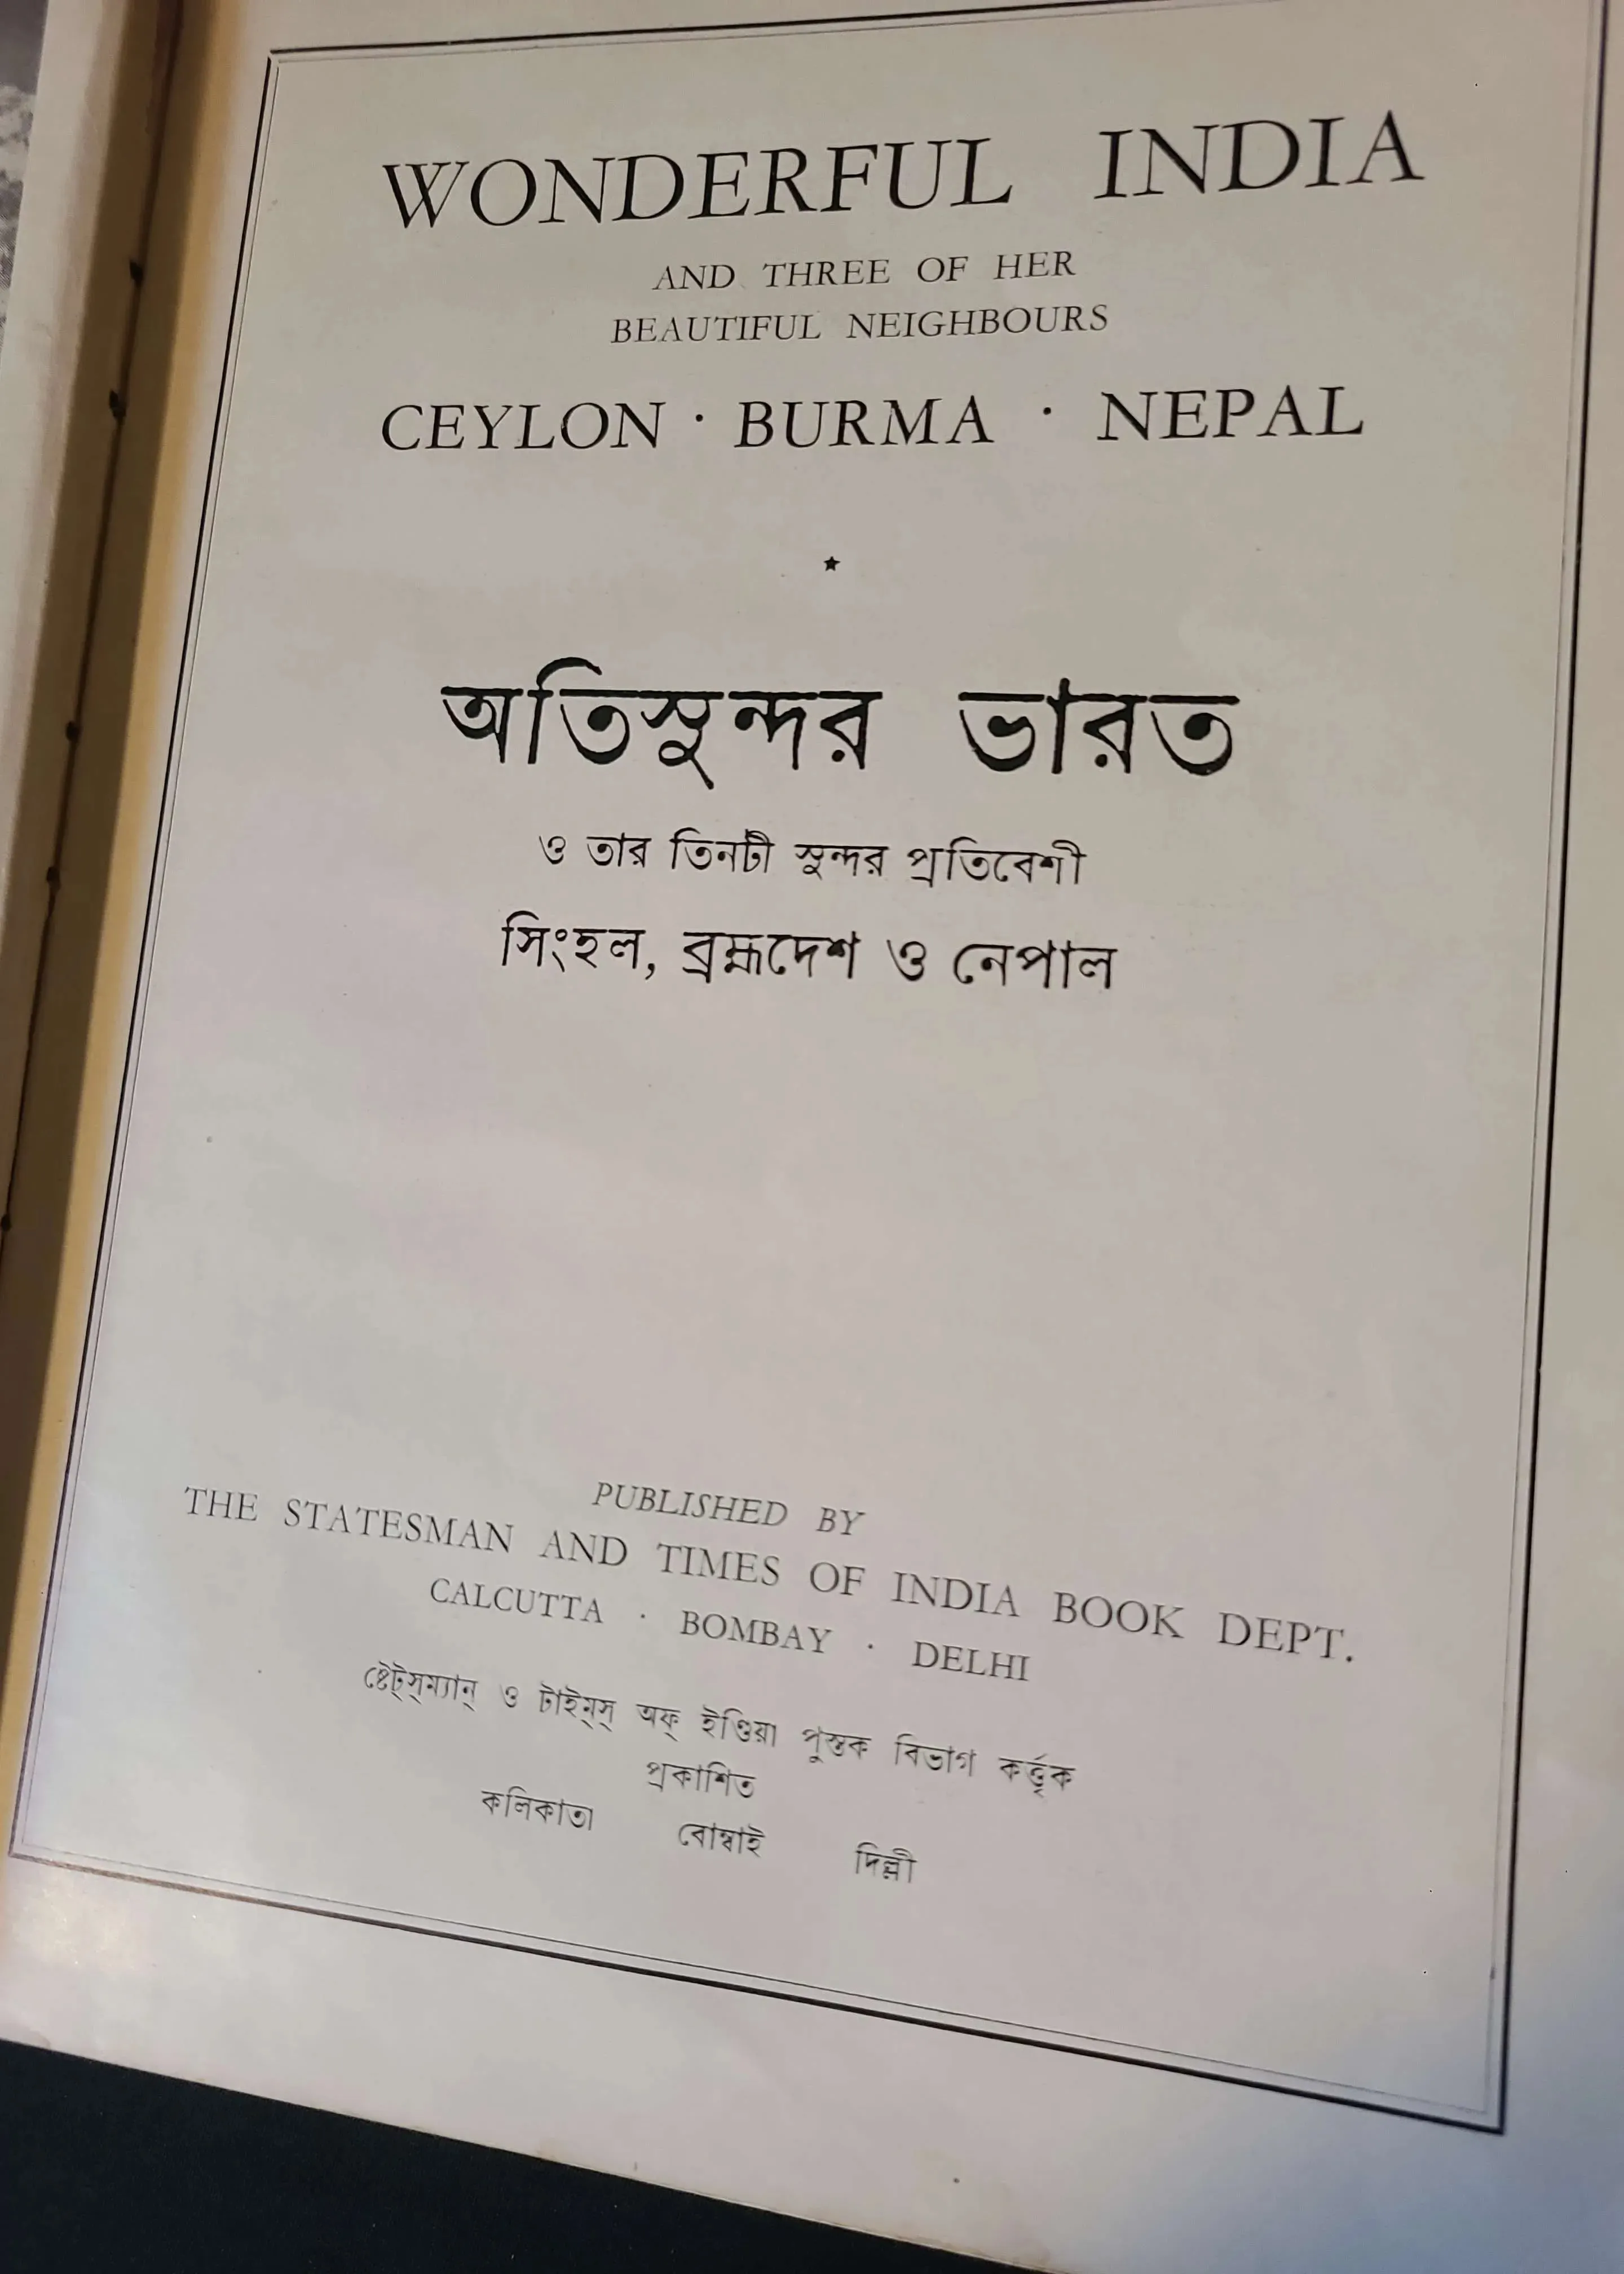 WONDERFUL INDIA
AND THREE OF HER
BEAUTIFUL NEIGHBOURS
CEYLON · BURMA · NEPAL
★
অতিসুন্দর ভারত
ও তার তিনটী সুন্দর প্রতিবেশী
সিংহল, ব্রহ্মদেশ ও নেপাল
PUBLISHED BY
THE STATESMAN AND TIMES OF INDIA BOOK DEPT.
CALCUTTA · BOMBAY · DELHI
ষ্টেট্স্ম্যান্ ও টাইম্স্ অফ্ ইণ্ডিয়া পুস্তক বিভাগ কর্ত্তৃক
প্রকাশিত
কলিকাতা বোম্বাই দিল্লী